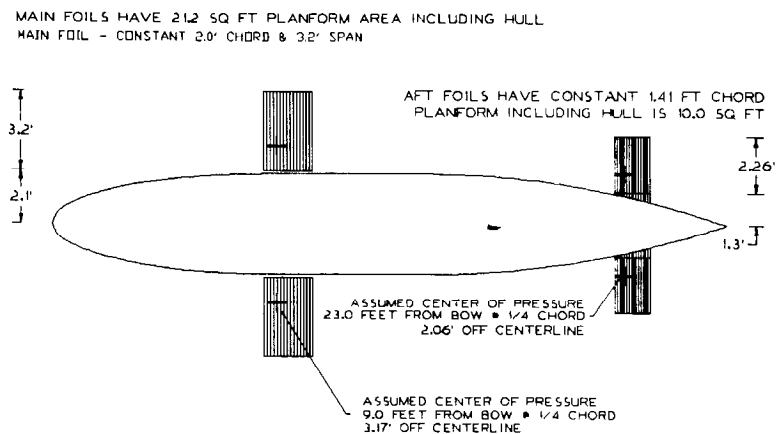 MAIN FOILS HAVE 21.2 SQ FT PLANFORM AREA INCLUDING HULL
MAIN FOIL - CONSTANT 2.0' CHORD & 3.2' SPAN
AFT FOILS HAVE CONSTANT 1.41 FT CHORD
PLANFORM INCLUDING HULL IS 10.0 SQ FT
3.2'
2.26'
2.1'
1.3'
ASSUMED CENTER OF PRESSURE
23.0 FEET FROM BOW @ 1/4 CHORD
2.06' OFF CENTERLINE
ASSUMED CENTER OF PRESSURE
9.0 FEET FROM BOW @ 1/4 CHORD
3.17' OFF CENTERLINE